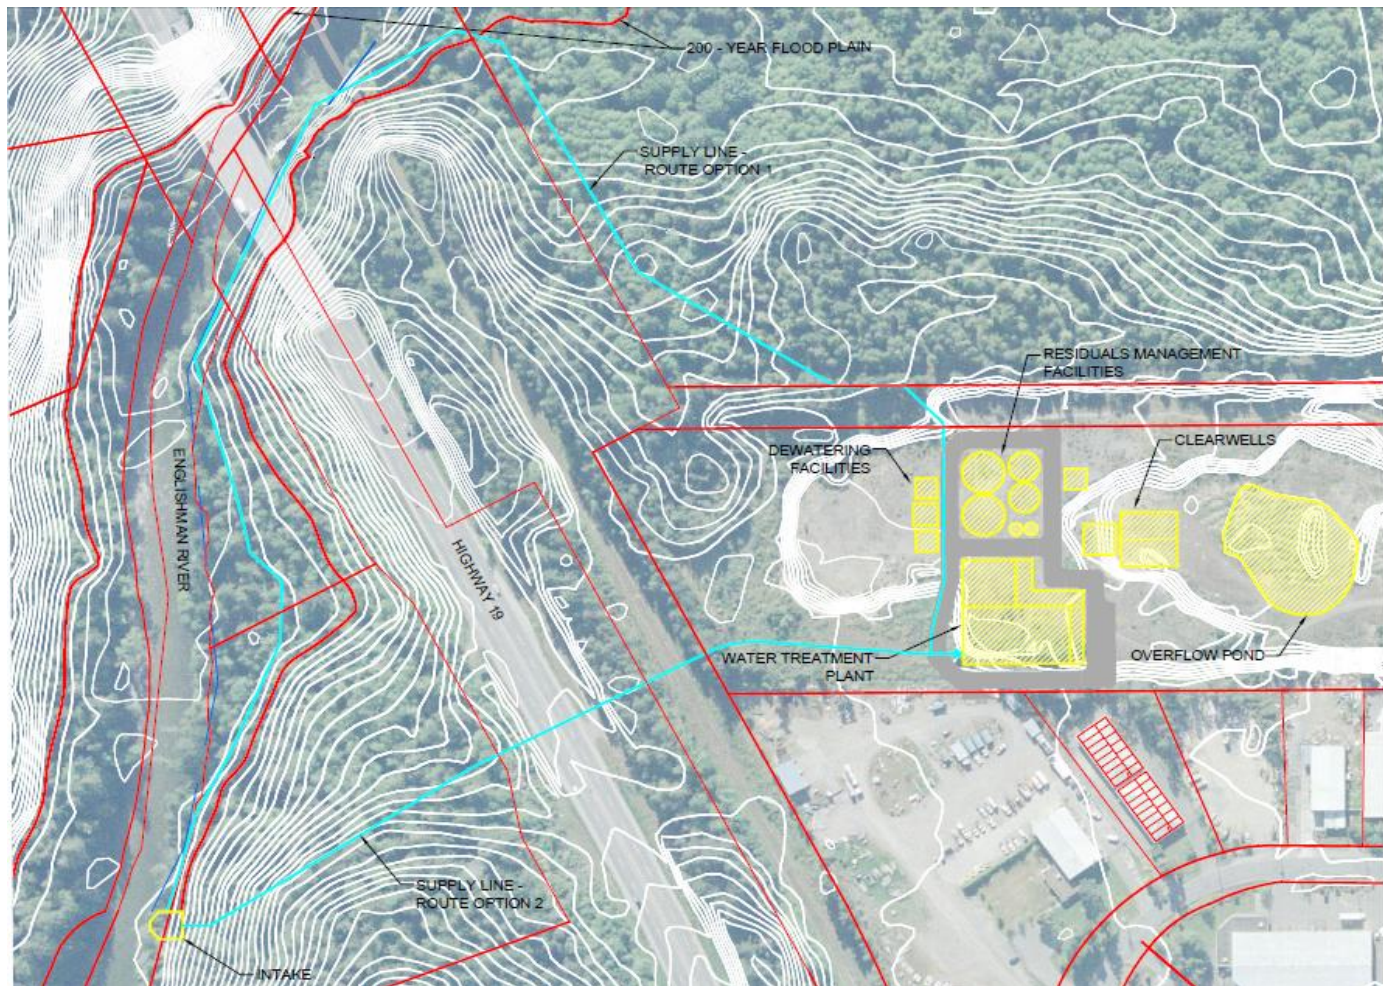 200 - YEAR FLOOD PLAIN
SUPPLY LINE -
ROUTE OPTION 1
RESIDUALS MANAGEMENT
FACILITIES
CLEARWELLS
DEWATERING
FACILITIES
ENGLISHMAN RIVER
HIGHWAY 19
WATER TREATMENT
PLANT
OVERFLOW POND
SUPPLY LINE -
ROUTE OPTION 2
INTAKE